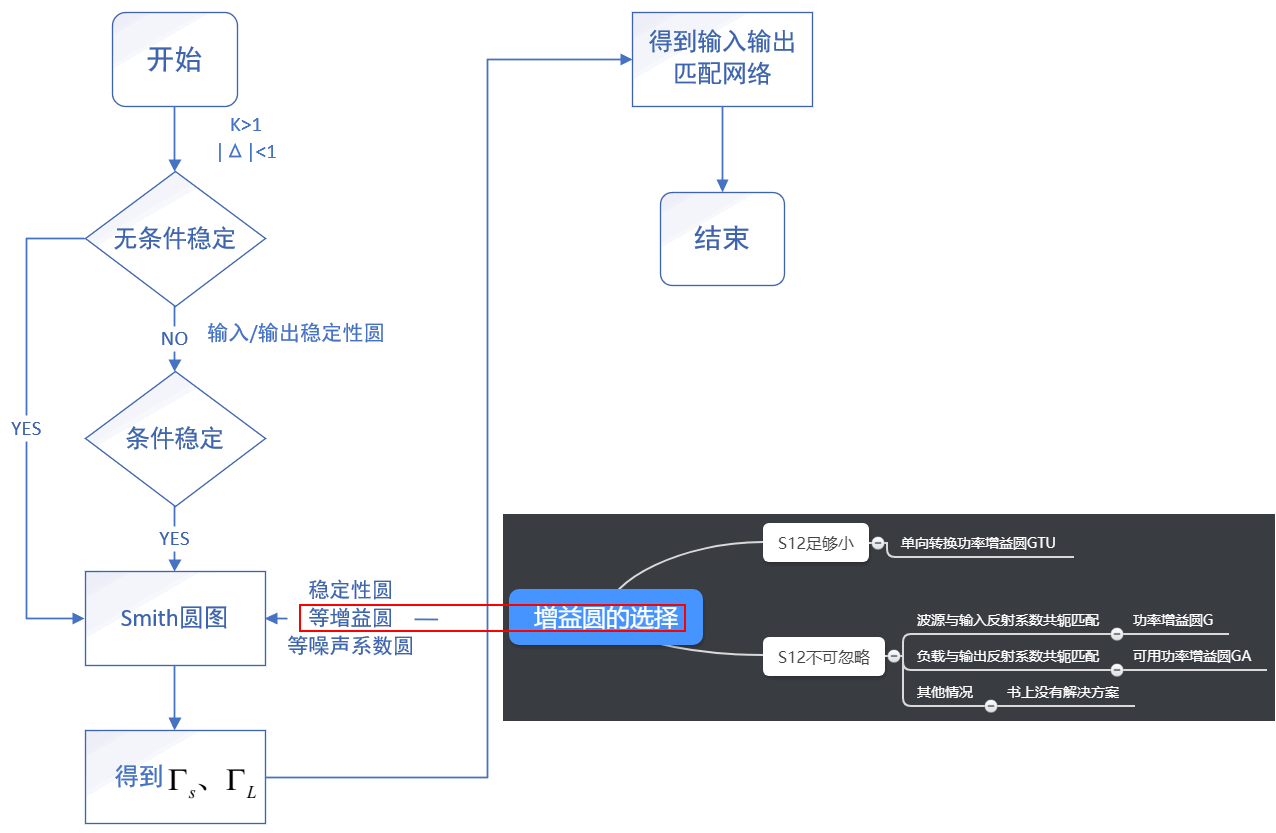 开始
K>1
|Δ|<1
无条件稳定
NO
输入/输出稳定性圆
YES
条件稳定
YES
Smith圆图
稳定性圆
等增益圆 —
等噪声系数圆
得到Γs、ΓL
得到输入输出
匹配网络
结束
增益圆的选择
S12足够小
单向转换功率增益圆GTU
S12不可忽略
波源与输入反射系数共轭匹配
功率增益圆G
负载与输出反射系数共轭匹配
可用功率增益圆GA
其他情况
书上没有解决方案